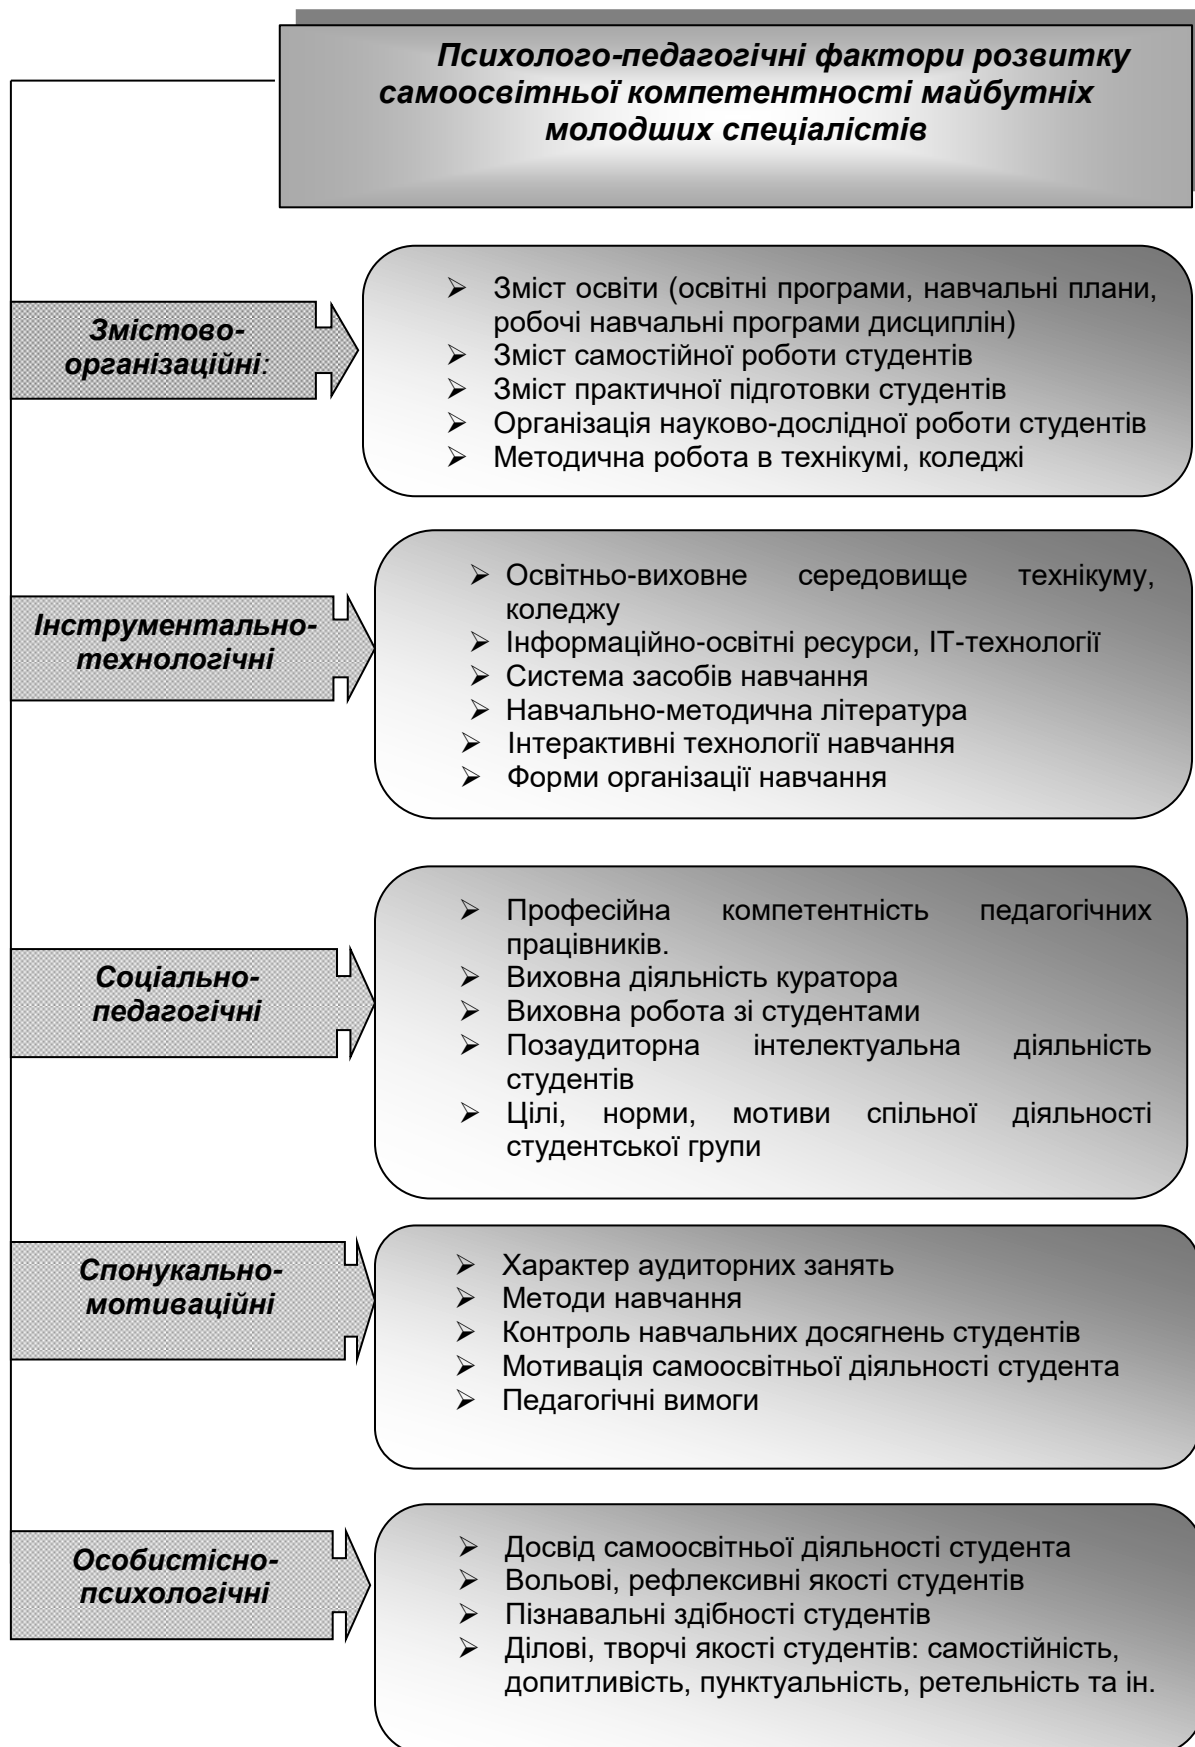 Психолого-педагогічні фактори розвитку
самоосвітньої компетентності майбутніх
молодших спеціалістів
Змістово-
організаційні:
➢ Зміст освіти (освітні програми, навчальні плани,
робочі навчальні програми дисциплін)
➢ Зміст самостійної роботи студентів
➢ Зміст практичної підготовки студентів
➢ Організація науково-дослідної роботи студентів
➢ Методична робота в технікумі, коледжі
Інструментально-
технологічні
➢ Освітньо-виховне середовище технікуму,
коледжу
➢ Інформаційно-освітні ресурси, ІТ-технології
➢ Система засобів навчання
➢ Навчально-методична література
➢ Інтерактивні технології навчання
➢ Форми організації навчання
Соціально-
педагогічні
➢ Професійна компетентність педагогічних
працівників.
➢ Виховна діяльність куратора
➢ Виховна робота зі студентами
➢ Позаудиторна інтелектуальна діяльність
студентів
➢ Цілі, норми, мотиви спільної діяльності
студентської групи
Спонукально-
мотиваційні
➢ Характер аудиторних занять
➢ Методи навчання
➢ Контроль навчальних досягнень студентів
➢ Мотивація самоосвітньої діяльності студента
➢ Педагогічні вимоги
Особистісно-
психологічні
➢ Досвід самоосвітньої діяльності студента
➢ Вольові, рефлексивні якості студентів
➢ Пізнавальні здібності студентів
➢ Ділові, творчі якості студентів: самостійність,
допитливість, пунктуальність, ретельність та ін.